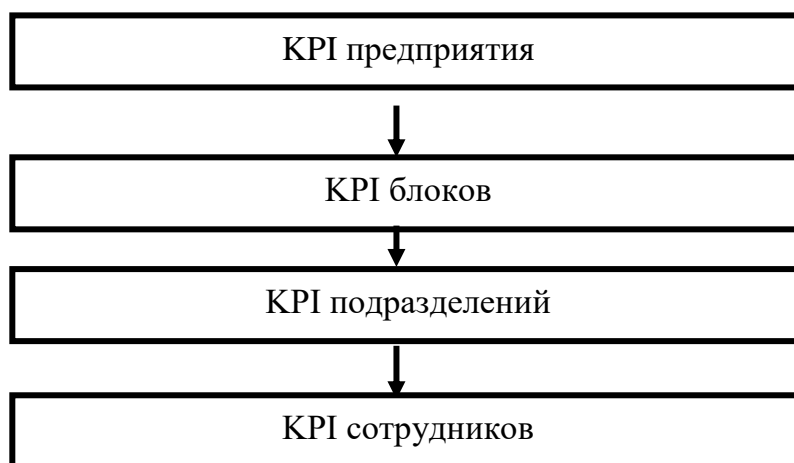 KPI предприятия
KPI блоков
KPI подразделений
KPI сотрудников